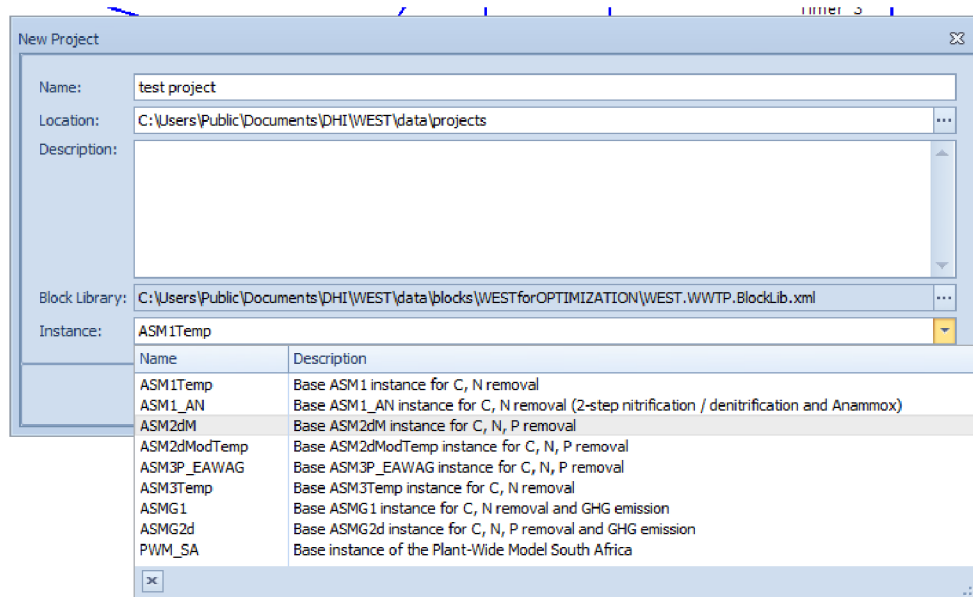 Timer_3
New Project
Name: test project
Location: C:\Users\Public\Documents\DHI\WEST\data\projects ...
Description:
Block Library: C:\Users\Public\Documents\DHI\WEST\data\blocks\WESTforOPTIMIZATION\WEST.WWTP.BlockLib.xml ...
Instance: ASM1Temp
Name Description
ASM1Temp Base ASM1 instance for C, N removal
ASM1_AN Base ASM1_AN instance for C, N removal (2-step nitrification / denitrification and Anammox)
ASM2dM Base ASM2dM instance for C, N, P removal
ASM2dModTemp Base ASM2dModTemp instance for C, N, P removal
ASM3P_EAWAG Base ASM3P_EAWAG instance for C, N, P removal
ASM3Temp Base ASM3Temp instance for C, N removal
ASMG1 Base ASMG1 instance for C, N removal and GHG emission
ASMG2d Base ASMG2d instance for C, N, P removal and GHG emission
PWM_SA Base instance of the Plant-Wide Model South Africa